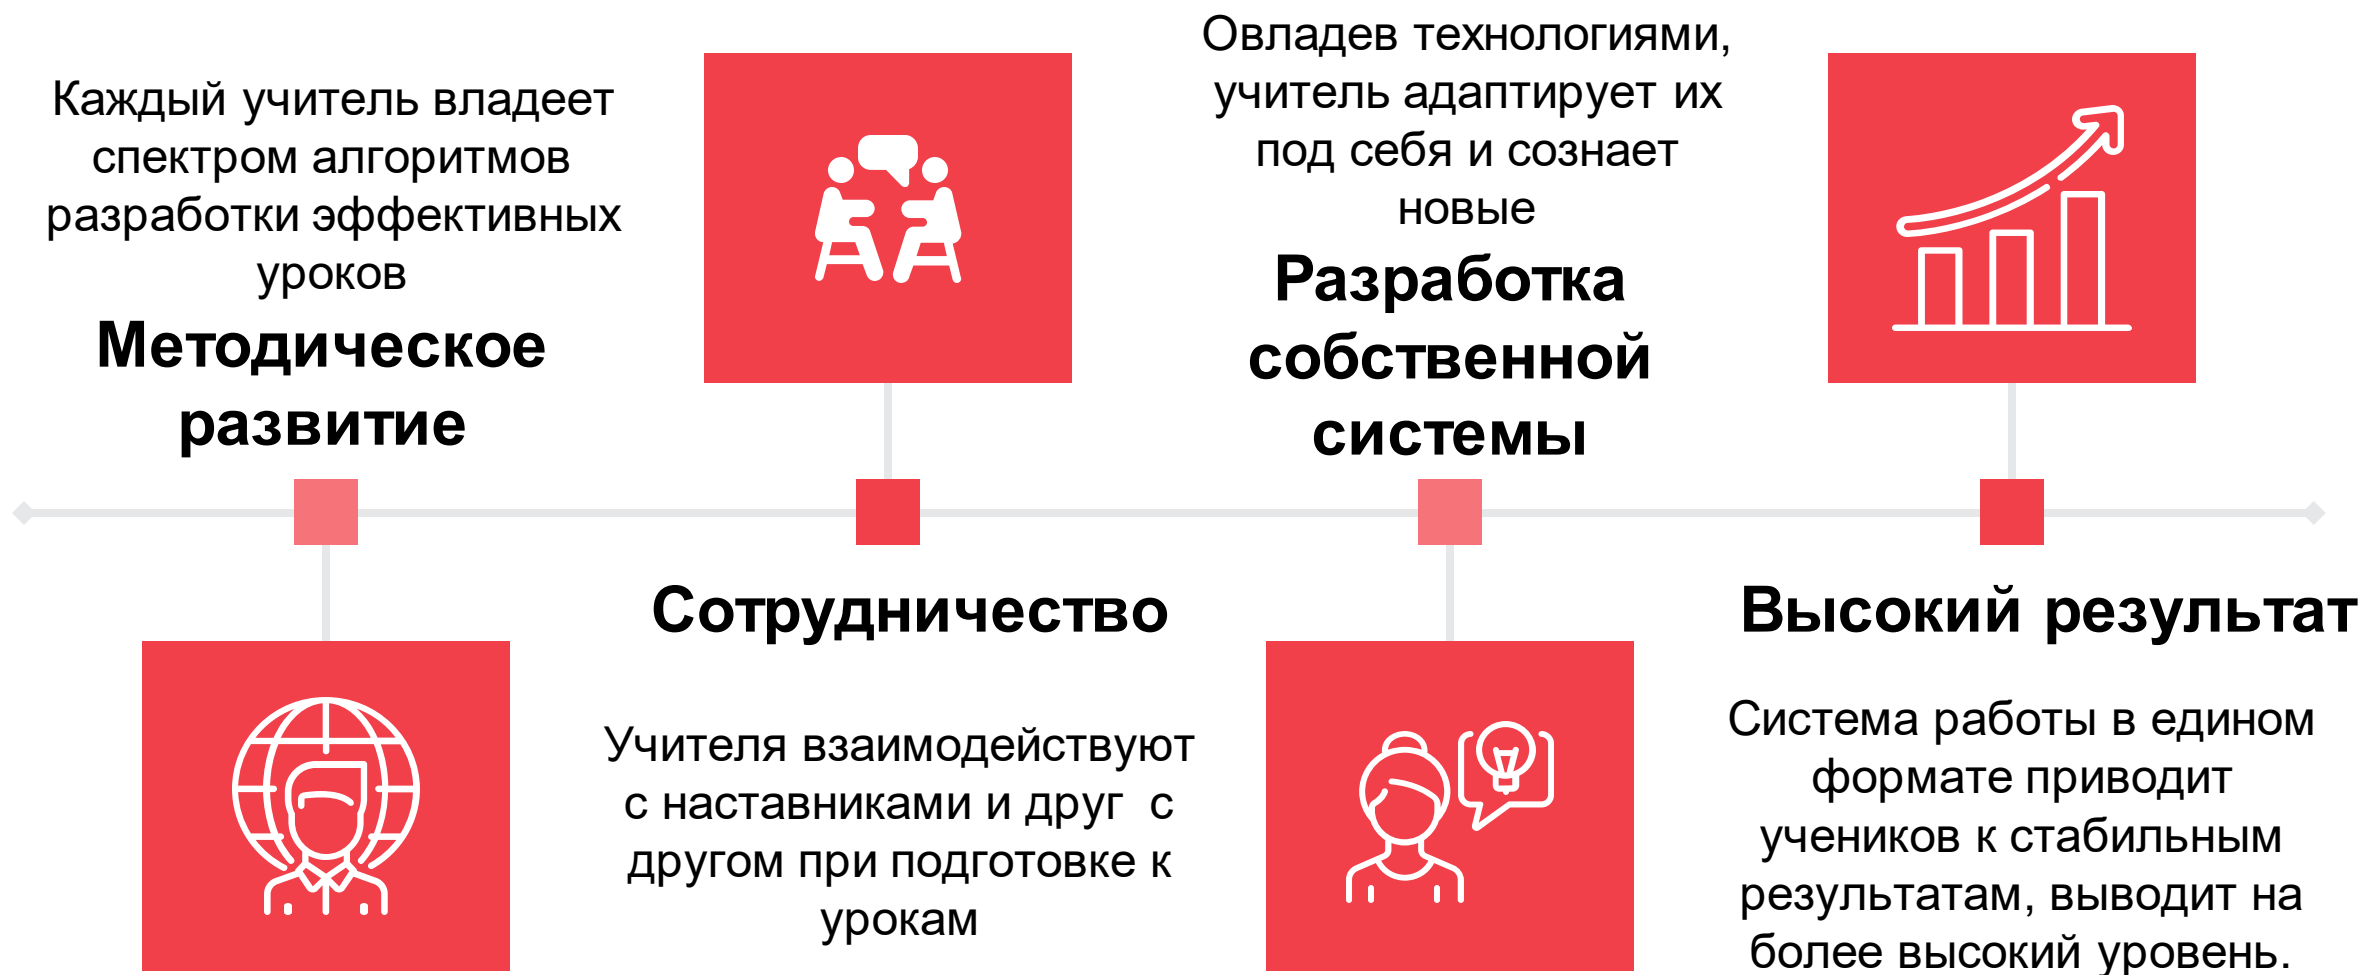 Каждый учитель владеет
спектром алгоритмов
разработки эффективных
уроков
Методическое
развитие
Сотрудничество
Учителя взаимодействуют
с наставниками и друг  с
другом при подготовке к
урокам
Овладев технологиями,
учитель адаптирует их
под себя и сознает
новые
Разработка
собственной
системы
Высокий результат
Система работы в едином
формате приводит
учеников к стабильным
результатам, выводит на
более высокий уровень.